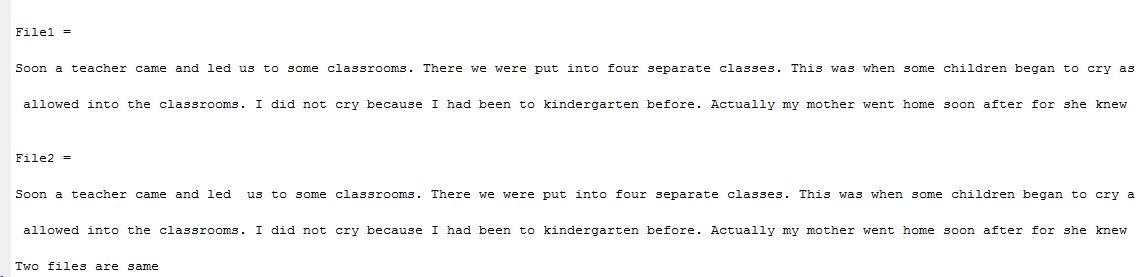 File1 =
Soon a teacher came and led us to some classrooms. There we were put into four separate classes. This was when some children began to cry as
allowed into the classrooms. I did not cry because I had been to kindergarten before. Actually my mother went home soon after for she knew
File2 =
Soon a teacher came and led  us to some classrooms. There we were put into four separate classes. This was when some children began to cry a
allowed into the classrooms. I did not cry because I had been to kindergarten before. Actually my mother went home soon after for she knew
Two files are same